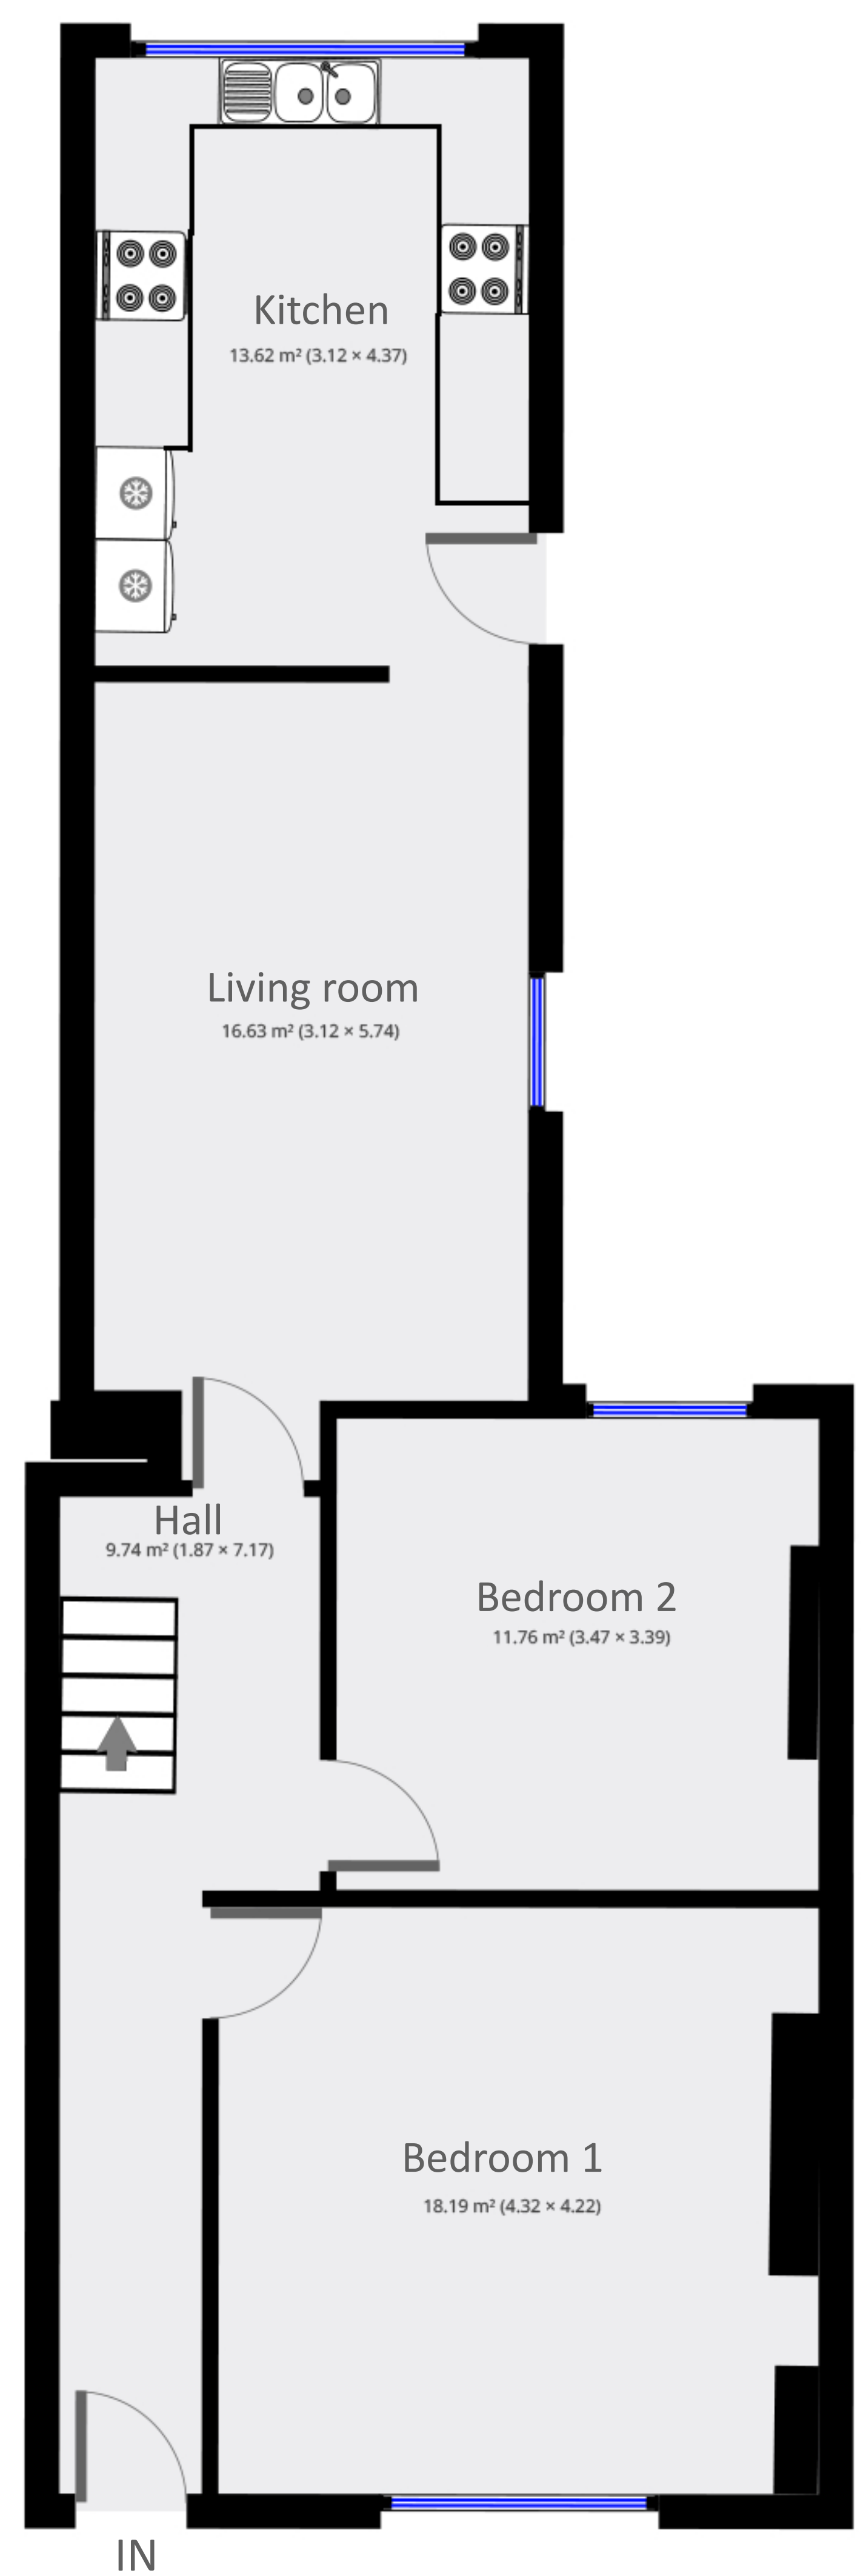 Kitchen
13.62 m² (3.12 × 4.37)
Living room
16.63 m² (3.12 × 5.74)
Hall
9.74 m² (1.87 × 7.17)
Bedroom 2
11.76 m² (3.47 × 3.39)
Bedroom 1
18.19 m² (4.32 × 4.22)
IN